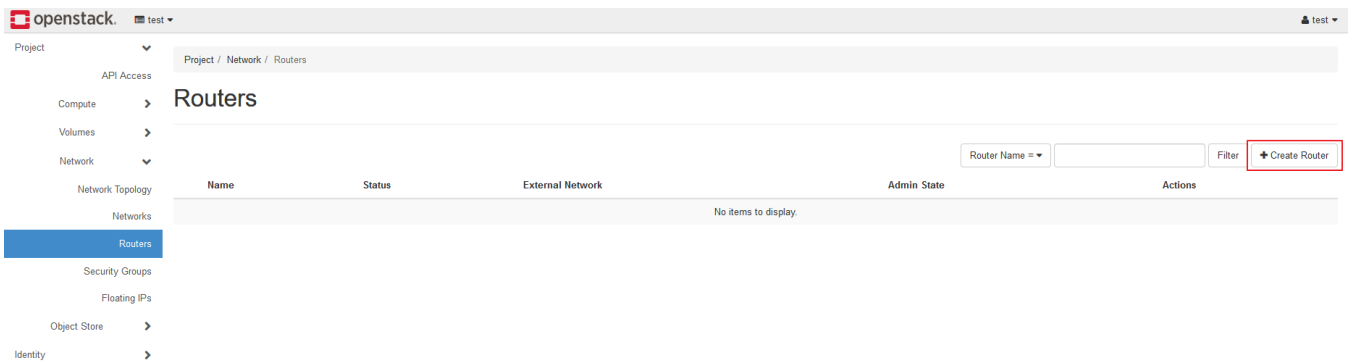 openstack. test test
Project
API Access
Compute
Volumes
Network
Network Topology
Networks
Routers
Security Groups
Floating IPs
Object Store
Identity
Project / Network / Routers
Routers
Router Name = Filter + Create Router
Name Status External Network Admin State Actions
No items to display.